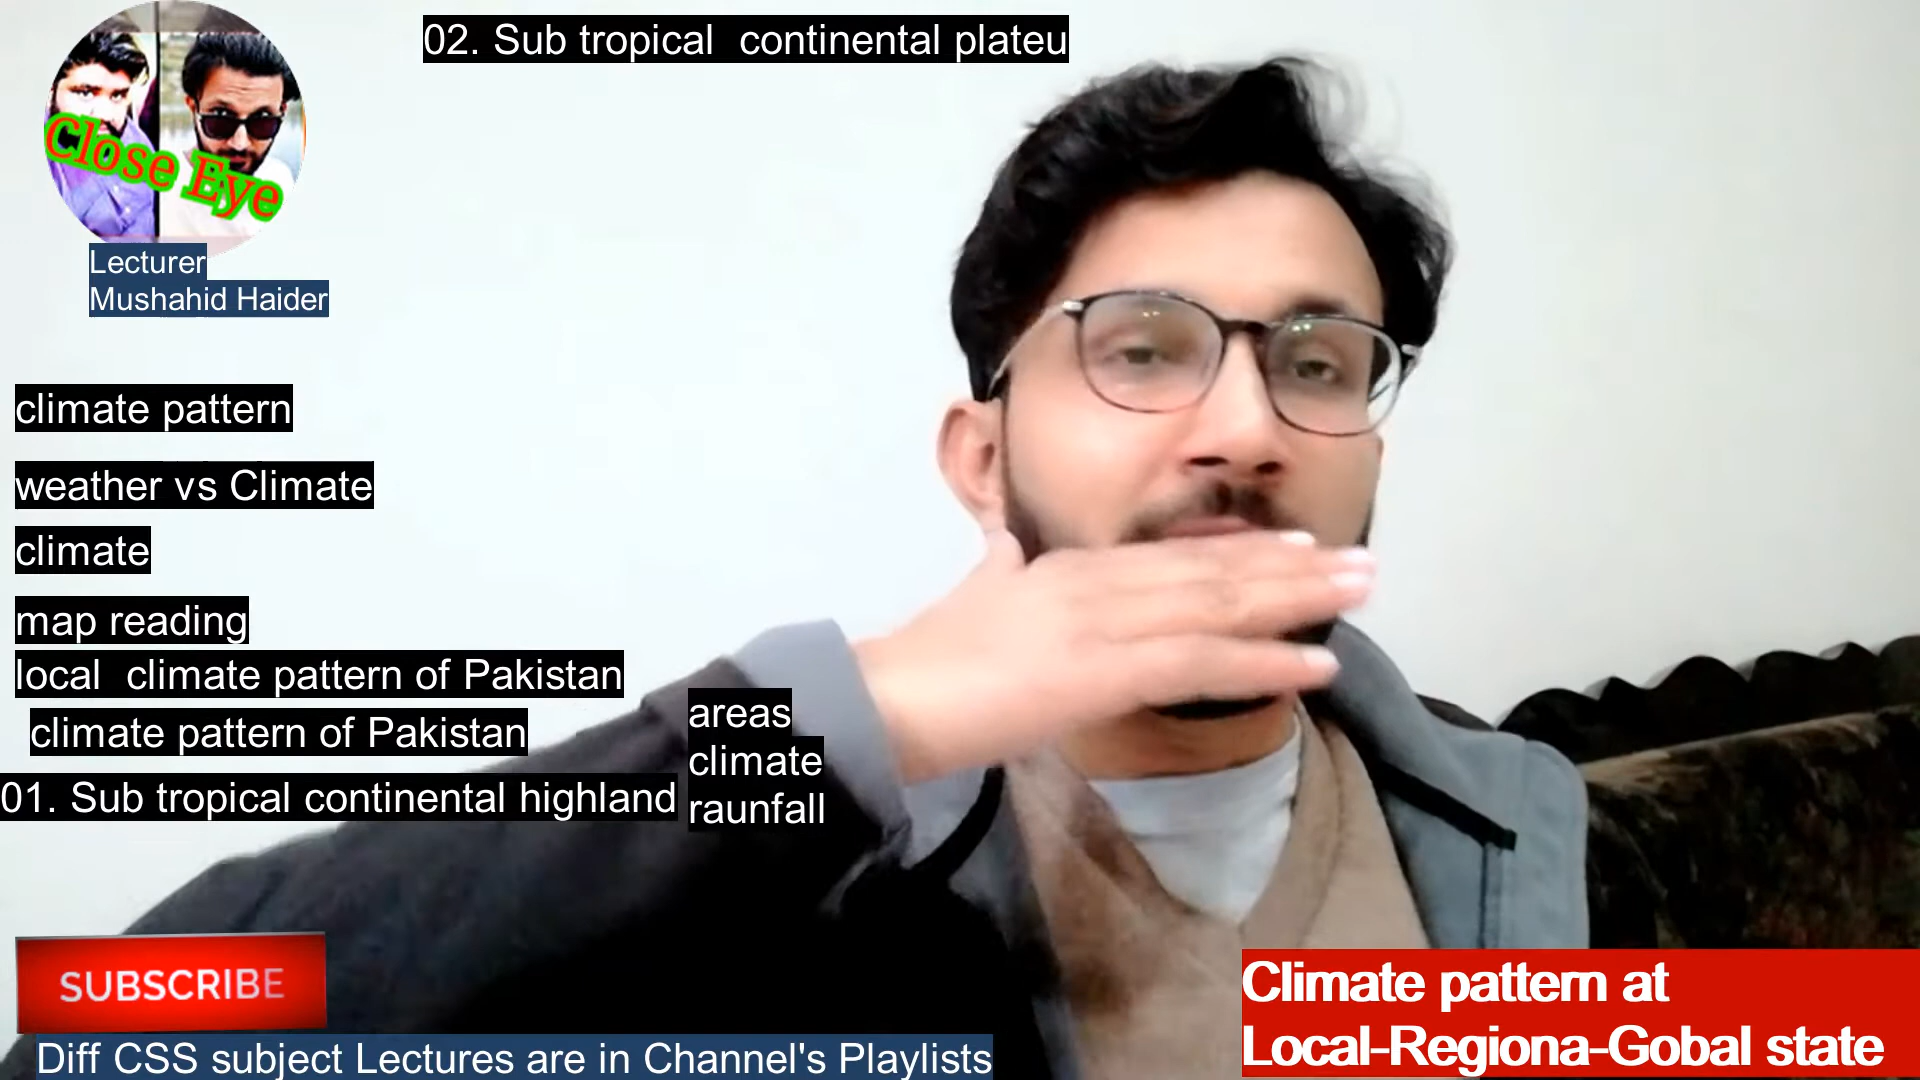 02. Sub tropical  continental plateu
Close Eye
Lecturer
Mushahid Haider
climate pattern
weather vs Climate
climate
map reading
local  climate pattern of Pakistan
climate pattern of Pakistan
01. Sub tropical continental highland
areas
climate
raunfall
SUBSCRIBE
Diff CSS subject Lectures are in Channel's Playlists
Climate pattern at
Local-Regiona-Gobal state